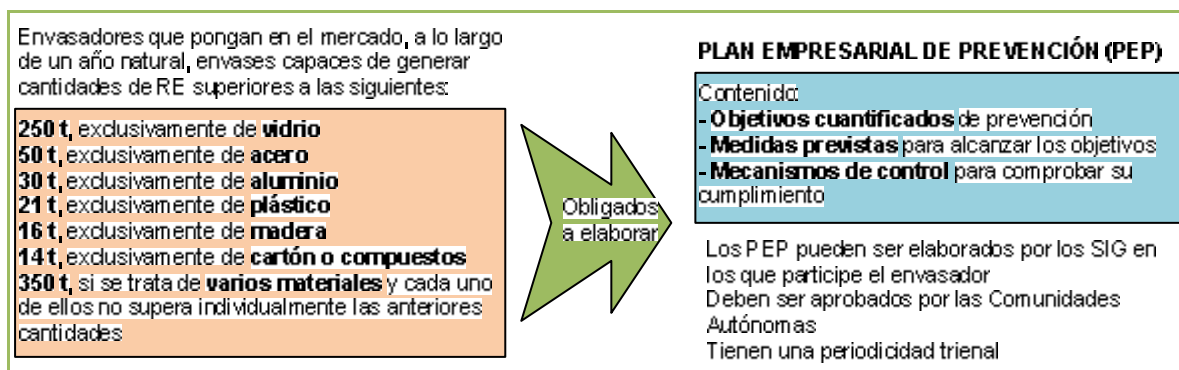 Envasadores que pongan en el mercado, a lo largo
de un año natural, envases capaces de generar
cantidades de RE superiores a las siguientes:
250 t, exclusivamente de vidrio
50 t, exclusivamente de acero
30 t, exclusivamente de aluminio
21 t, exclusivamente de plástico
16 t, exclusivamente de madera
14 t, exclusivamente de cartón o compuestos
350 t, si se trata de varios materiales y cada uno
de ellos no supera individualmente las anteriores
cantidades
Obligados
a elaborar
PLAN EMPRESARIAL DE PREVENCIÓN (PEP)
Contenido:
- Objetivos cuantificados de prevención
- Medidas previstas para alcanzar los objetivos
- Mecanismos de control para comprobar su
cumplimiento
Los PEP pueden ser elaborados por los SIG en
los que participe el envasador
Deben ser aprobados por las Comunidades
Autónomas
Tienen una periodicidad trienal